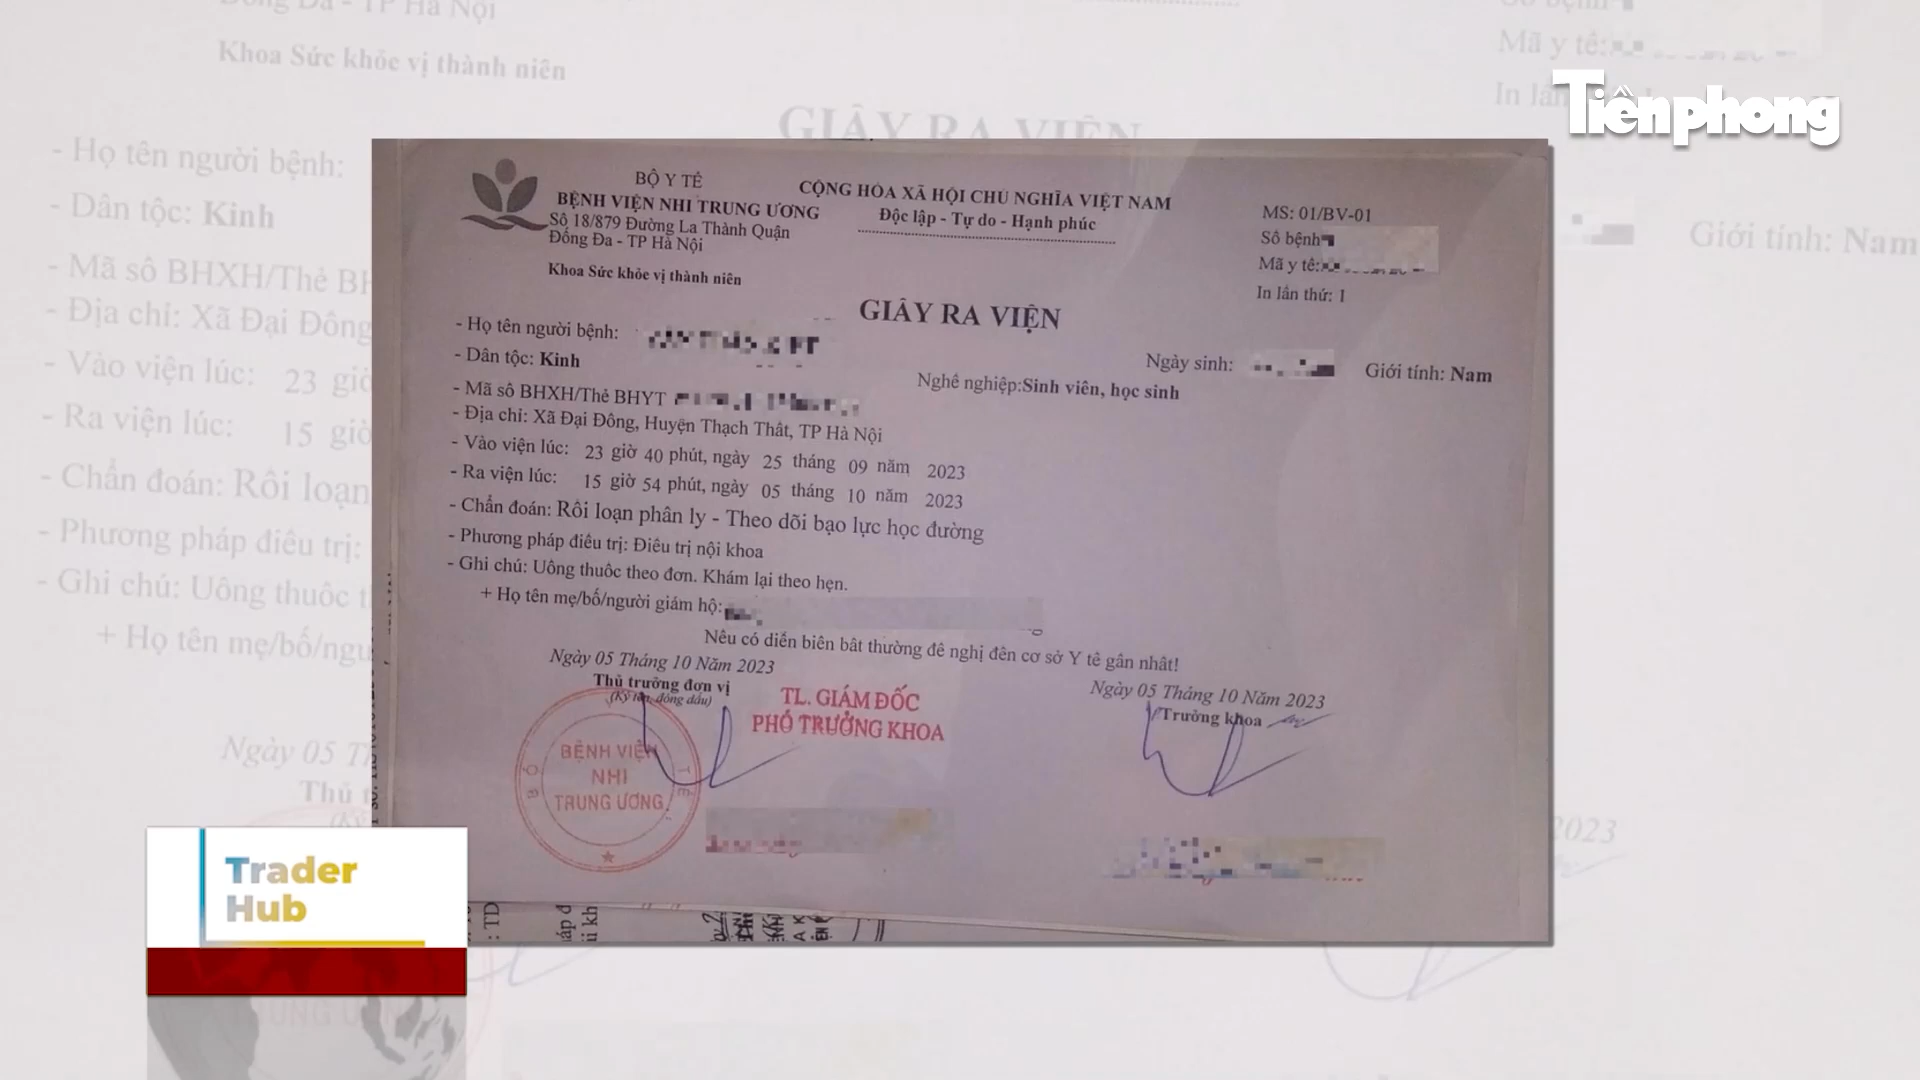 Tiền phong
BỘ Y TẾ
BỆNH VIỆN NHI TRUNG ƯƠNG
Số 18/879 Đường La Thành Quận
Đống Đa - TP Hà Nội
Khoa Sức khỏe vị thành niên
CỘNG HÒA XÃ HỘI CHỦ NGHĨA VIỆT NAM
Độc lập - Tự do - Hạnh phúc
MS: 01/BV-01
Số bệnh
Mã y tế:
In lần thứ: 1
GIẤY RA VIỆN
- Họ tên người bệnh:
Ngày sinh:
Giới tính: Nam
- Dân tộc: Kinh
Nghề nghiệp:Sinh viên, học sinh
- Mã số BHXH/Thẻ BHYT
- Địa chỉ: Xã Đại Đồng, Huyện Thạch Thất, TP Hà Nội
- Vào viện lúc: 23 giờ 40 phút, ngày 25 tháng 09 năm 2023
- Ra viện lúc: 15 giờ 54 phút, ngày 05 tháng 10 năm 2023
- Chẩn đoán: Rối loạn phân ly - Theo dõi bạo lực học đường
- Phương pháp điều trị: Điều trị nội khoa
- Ghi chú: Uống thuốc theo đơn. Khám lại theo hẹn.
+ Họ tên mẹ/bố/người giám hộ:
Nếu có diễn biến bất thường đề nghị đến cơ sở Y tế gần nhất!
Ngày 05 Tháng 10 Năm 2023
Thủ trưởng đơn vị
(Ký tên, đóng dấu)
TL. GIÁM ĐỐC
PHÓ TRƯỞNG KHOA
BỘ Y TẾ
BỆNH VIỆN
NHI
TRUNG ƯƠNG
Ngày 05 Tháng 10 Năm 2023
Trưởng khoa
Trader
Hub
Khoa Sức khỏe vị thành niên
GIẤY RA VIỆN
- Họ tên người bệnh:
- Dân tộc: Kinh
Giới tính: Nam
- Mã số BHXH/Thẻ
- Địa chỉ: Xã Đại Đồng
- Vào viện lúc: 23 giờ
- Ra viện lúc: 15 giờ
- Chẩn đoán: Rối loạn
- Phương pháp điều trị:
- Ghi chú: Uống thuốc
+ Họ tên mẹ/bố/
Ngày 05
Thủ
2023